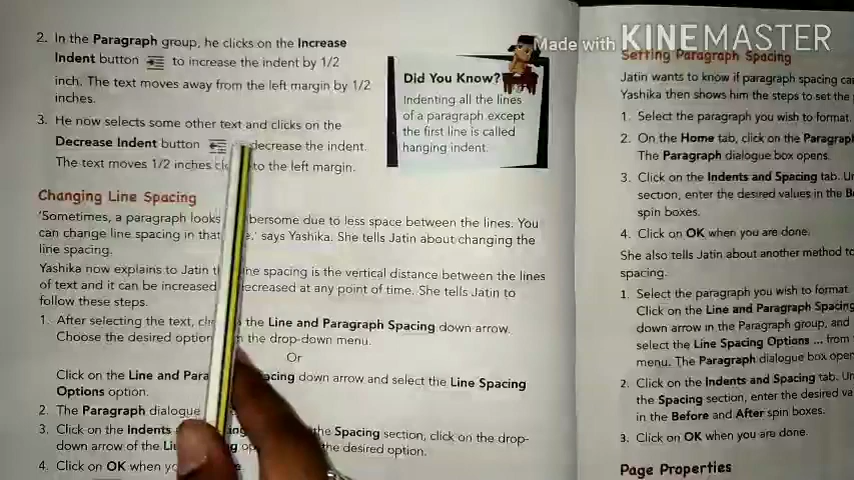 2. In the Paragraph group, he clicks on the Increase
Indent button to increase the indent by 1/2
inch. The text moves away from the left margin by 1/2
inches.
3. He now selects some other text and clicks on the
Decrease Indent button decrease the indent.
The text moves 1/2 inches to the left margin.
Did You Know?
Indenting all the lines
of a paragraph except
the first line is called
hanging indent.
Changing Line Spacing
'Sometimes, a paragraph looks bersome due to less space between the lines. You
can change line spacing in that says Yashika. She tells Jatin about changing the
line spacing.
Yashika now explains to Jatin spacing is the vertical distance between the lines
of text and it can be increased decreased at any point of time. She tells Jatin to
follow these steps.
1. After selecting the text, the Line and Paragraph Spacing down arrow.
Choose the desired option the drop-down menu.
Or
Click on the Line and Para acing down arrow and select the Line Spacing
Options option.
2. The Paragraph dialogue
3. Click on the Indents the Spacing section, click on the drop-
down arrow of the the desired option.
4. Click on OK when
Made with KINEMASTER
Setting Paragraph Spacing
Jatin wants to know if paragraph spacing
Yashika then shows him the steps to set the
1. Select the paragraph you wish to format.
2. On the Home tab, click on the Paragraph
The Paragraph dialogue box opens.
3. Click on the Indents and Spacing tab.
section, enter the desired values in the
spin boxes.
4. Click on OK when you are done.
She also tells Jatin about another method to
spacing.
1. Select the paragraph you wish to format.
Click on the Line and Paragraph Spacing
down arrow in the Paragraph group, and
select the Line Spacing Options ... from
menu. The Paragraph dialogue box open
2. Click on the Indents and Spacing tab.
the Spacing section, enter the desired
in the Before and After spin boxes.
3. Click on OK when you are done.
Page Properties